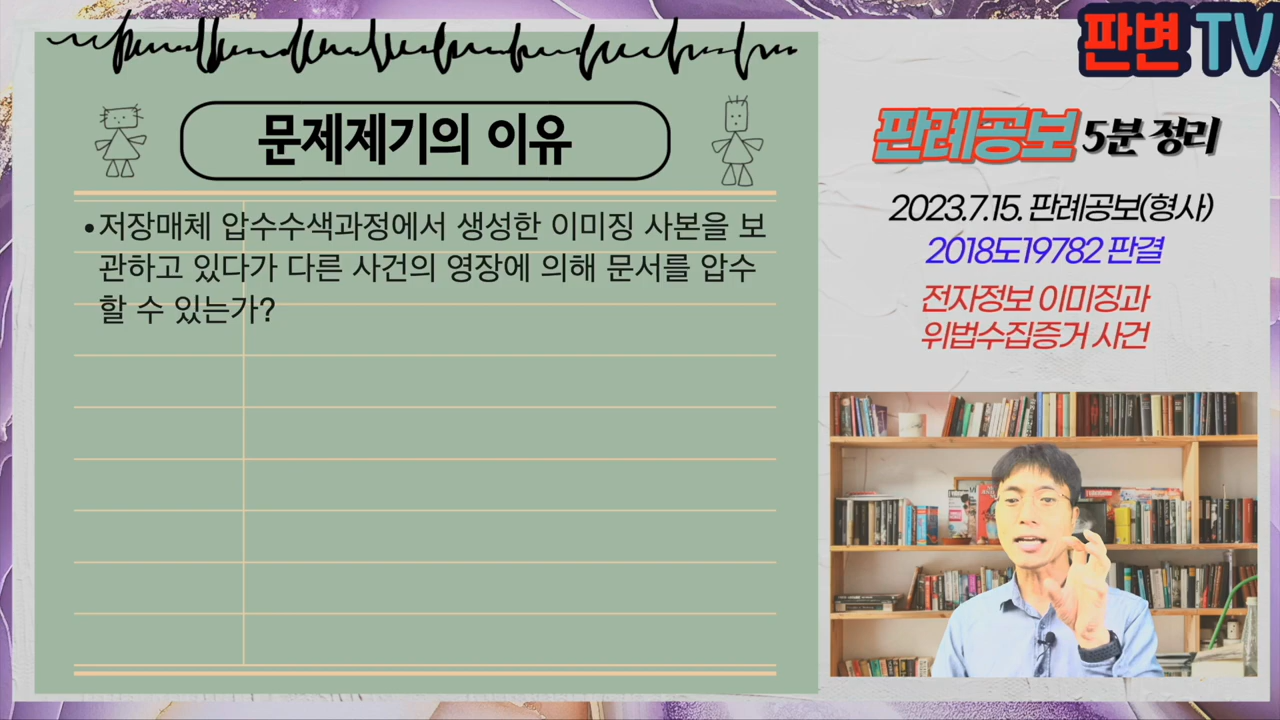 판변 TV
문제제기의 이유
•저장매체 압수수색과정에서 생성한 이미징 사본을 보
관하고 있다가 다른 사건의 영장에 의해 문서를 압수
할 수 있는가?
판례공보 5분 정리
2023.7.15. 판례공보(형사)
2018도19782 판결
전자정보 이미징과
위법수집증거 사건